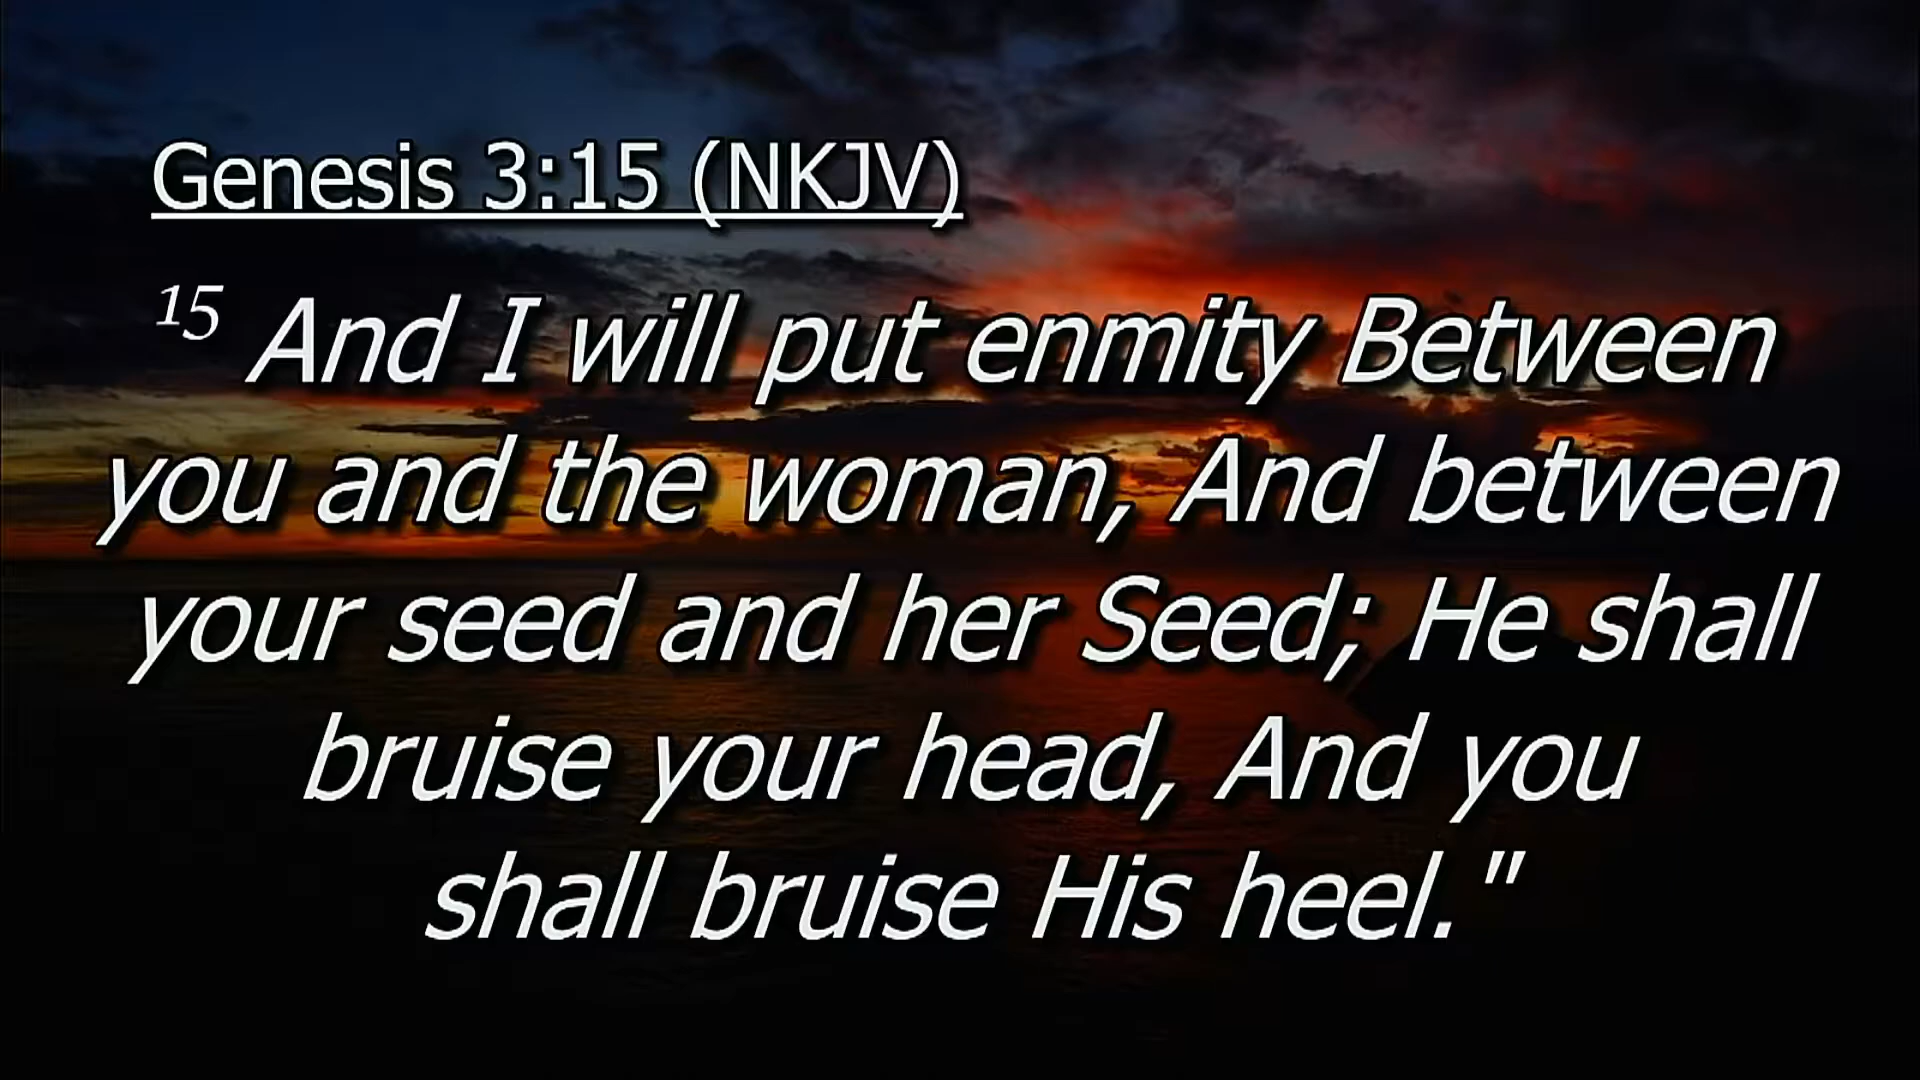 Genesis 3:15 (NKJV)
15 And I will put enmity Between
you and the woman, And between
your seed and her Seed; He shall
bruise your head, And you
shall bruise His heel."